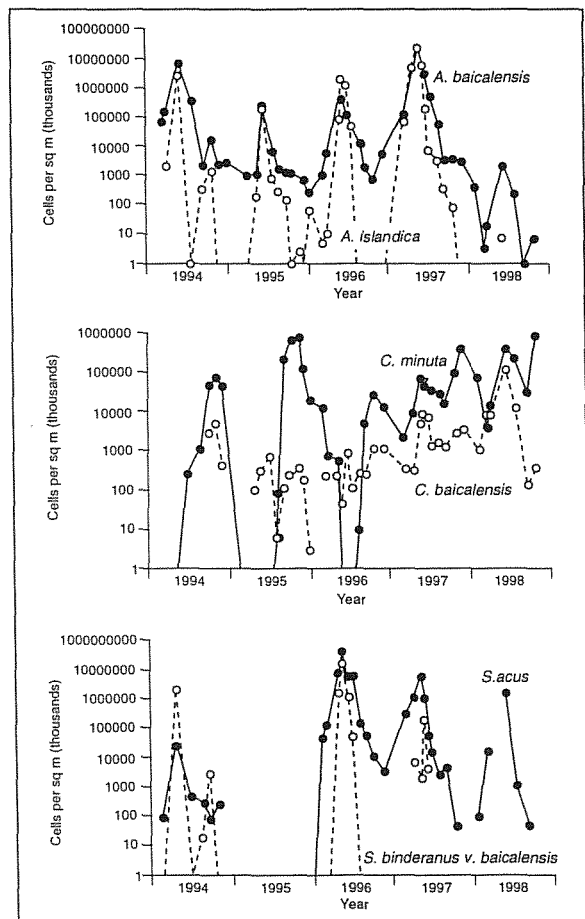 Cells per sq m (thousands)
100000000
10000000
1000000
100000
10000
1000
100
10
1
A. baicalensis
A. islandica
1994 1995 1996 1997 1998
Year
Cells per sq m (thousands)
1000000
100000
10000
1000
100
10
1
C. minuta
C. baicalensis
1994 1995 1996 1997 1998
Year
Cells per sq m (thousands)
100000000
10000000
1000000
100000
10000
1000
100
10
1
S.acus
S. binderanus v. baicalensis
1994 1995 1996 1997 1998
Year